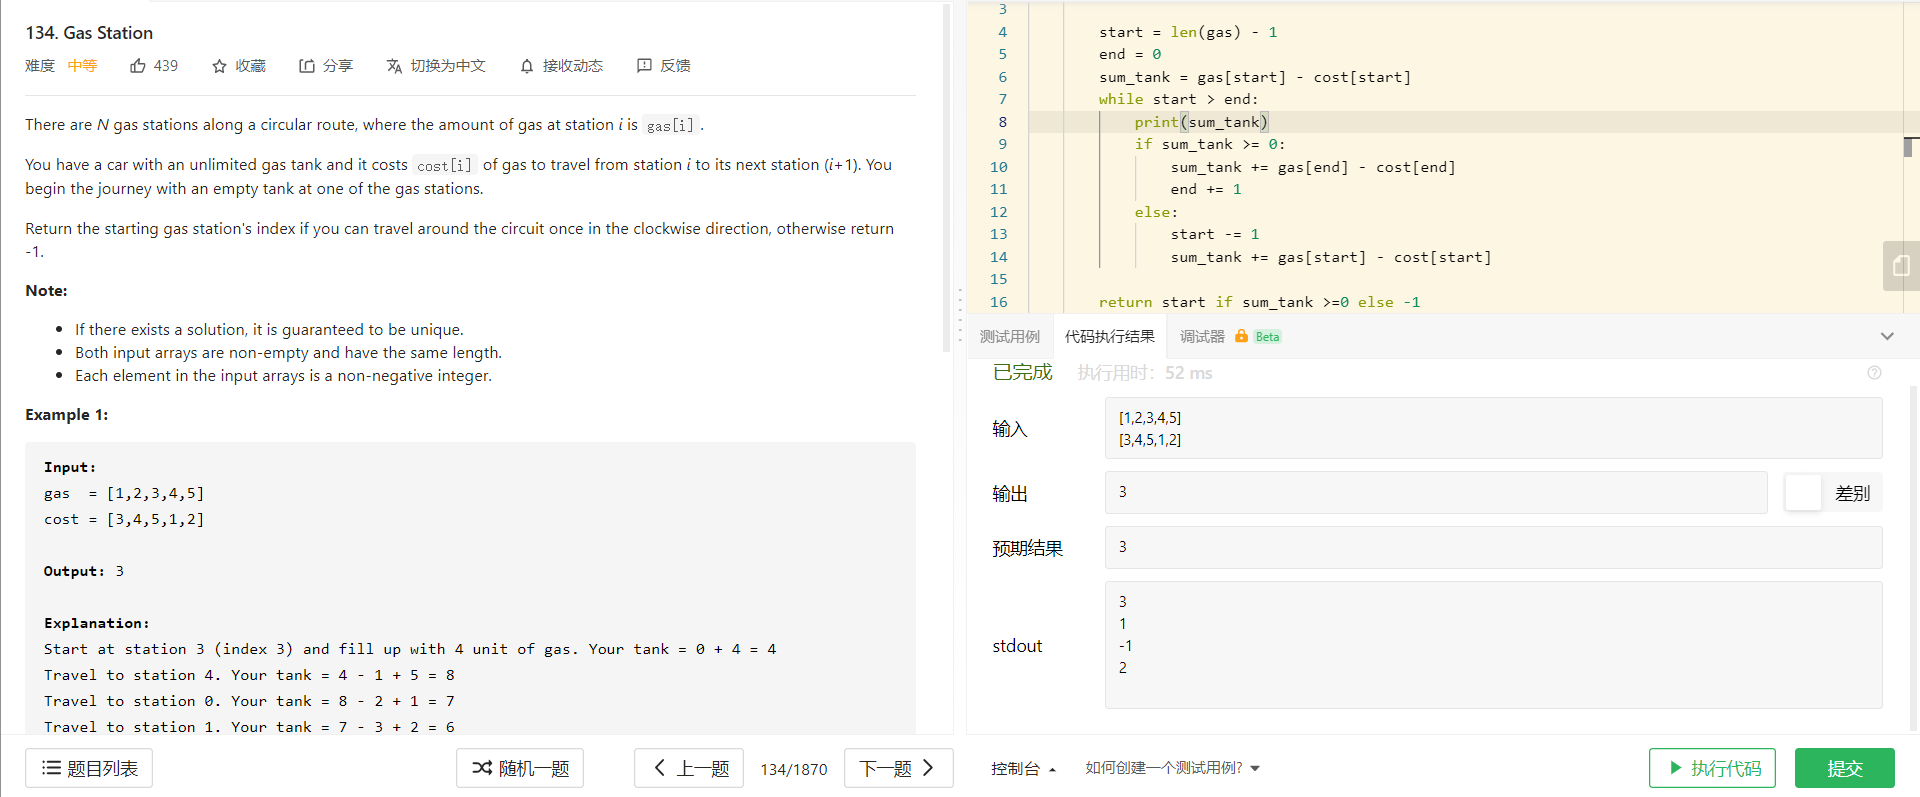 134. Gas Station
难度 中等 439 收藏 分享 切换为中文 接收动态 反馈
There are N gas stations along a circular route, where the amount of gas at station i is gas[i].
You have a car with an unlimited gas tank and it costs cost[i] of gas to travel from station i to its next station (i+1). You
begin the journey with an empty tank at one of the gas stations.
Return the starting gas station's index if you can travel around the circuit once in the clockwise direction, otherwise return
-1.
Note:
• If there exists a solution, it is guaranteed to be unique.
• Both input arrays are non-empty and have the same length.
• Each element in the input arrays is a non-negative integer.
Example 1:
Input:
gas  = [1,2,3,4,5]
cost = [3,4,5,1,2]
Output: 3
Explanation:
Start at station 3 (index 3) and fill up with 4 unit of gas. Your tank = 0 + 4 = 4
Travel to station 4. Your tank = 4 - 1 + 5 = 8
Travel to station 0. Your tank = 8 - 2 + 1 = 7
Travel to station 1. Your tank = 7 - 3 + 2 = 6
题目列表 随机一题 上一题 134/1870 下一题
3
4 start = len(gas) - 1
5 end = 0
6 sum_tank = gas[start] - cost[start]
7 while start > end:
8 print(sum_tank)
9 if sum_tank >= 0:
10 sum_tank += gas[end] - cost[end]
11 end += 1
12 else:
13 start -= 1
14 sum_tank += gas[start] - cost[start]
15
16 return start if sum_tank >=0 else -1
测试用例 代码执行结果 调试器 Beta
已完成 执行用时: 52 ms
输入
[1,2,3,4,5]
[3,4,5,1,2]
输出 3 差别
预期结果 3
stdout
3
1
-1
2
控制台 如何创建一个测试用例? 执行代码 提交